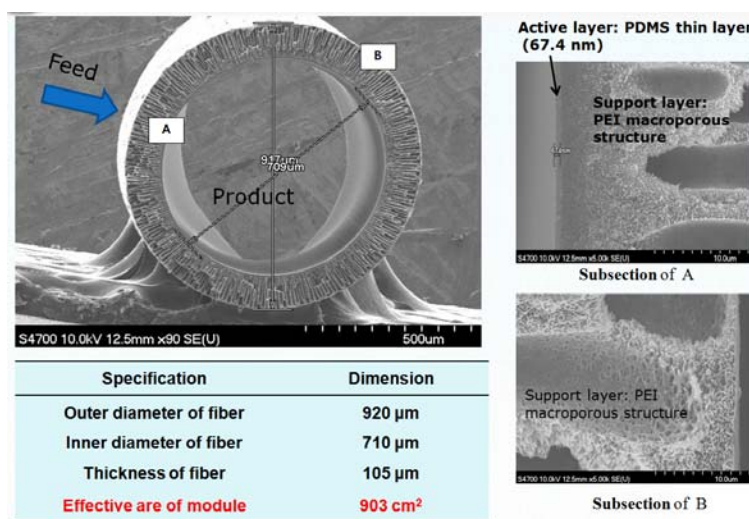 Feed
A
B
917um
709um
Product
S4700 10.0kV 12.5mm x90 SE(U)
500um
Specification Dimension
Outer diameter of fiber 920 μm
Inner diameter of fiber 710 μm
Thickness of fiber 105 μm
Effective are of module 903 cm²
Active layer: PDMS thin layer
(67.4 nm)
Support layer:
PEI macroporous
structure
S4700 10.0kV 12.5mm x5.00k SE(U) 10.0um
Subsection of A
Support layer: PEI
macroporous structure
S4700 10.0kV 12.5mm x5.00k SE(U) 10.0um
Subsection of B